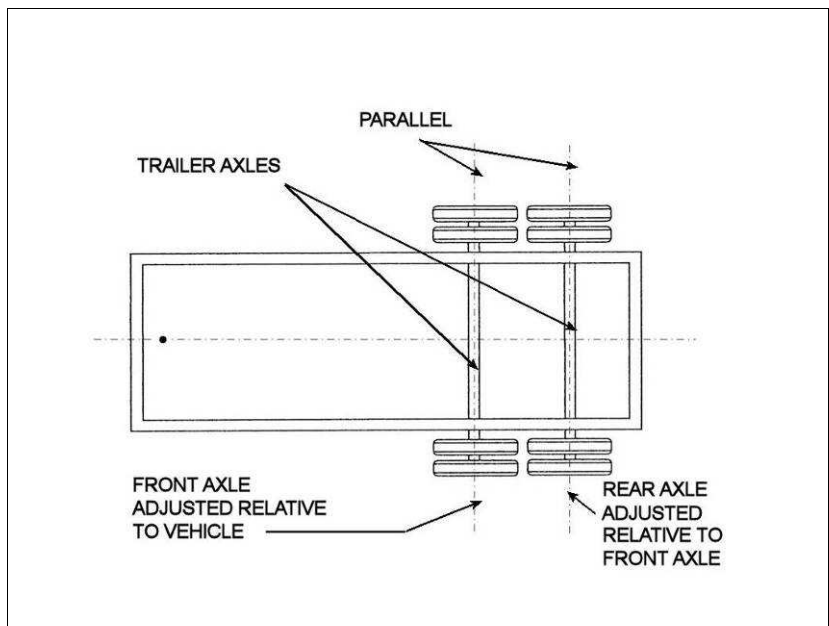 PARALLEL
TRAILER AXLES
FRONT AXLE
ADJUSTED RELATIVE
TO VEHICLE
REAR AXLE
ADJUSTED
RELATIVE TO
FRONT AXLE